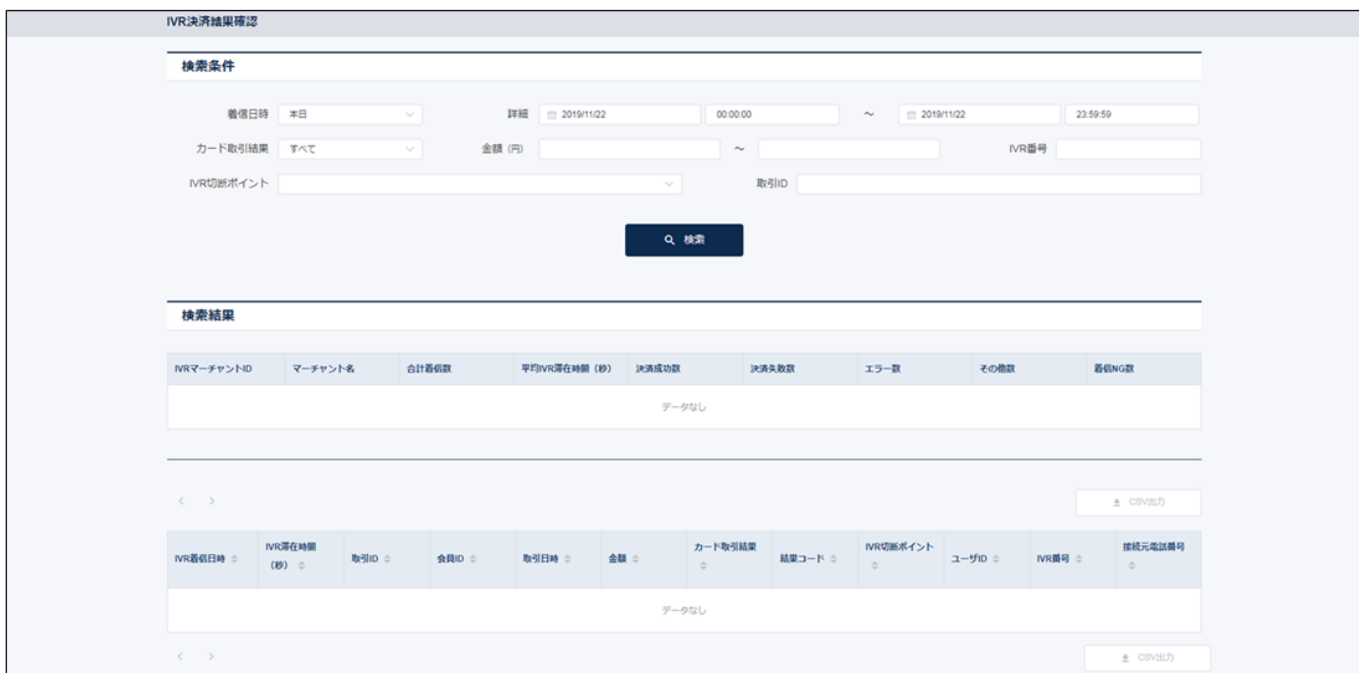 IVR決済結果確認
検索条件
着信日時 本日 詳細 2019/11/22 00:00:00 ～ 2019/11/22 23:59:59
カード取引結果 すべて 金額（円） ～ IVR番号
IVR切断ポイント 取引ID
検索
検索結果
IVRマーチャントID マーチャント名 合計着信数 平均IVR滞在時間（秒） 決済成功数 決済失敗数 エラー数 その他数 着信NG数
データなし
CSV出力
IVR着信日時 IVR滞在時間（秒） 取引ID 会員ID 取引日時 金額 カード取引結果 結果コード IVR切断ポイント ユーザID IVR番号 接続元電話番号
データなし
CSV出力